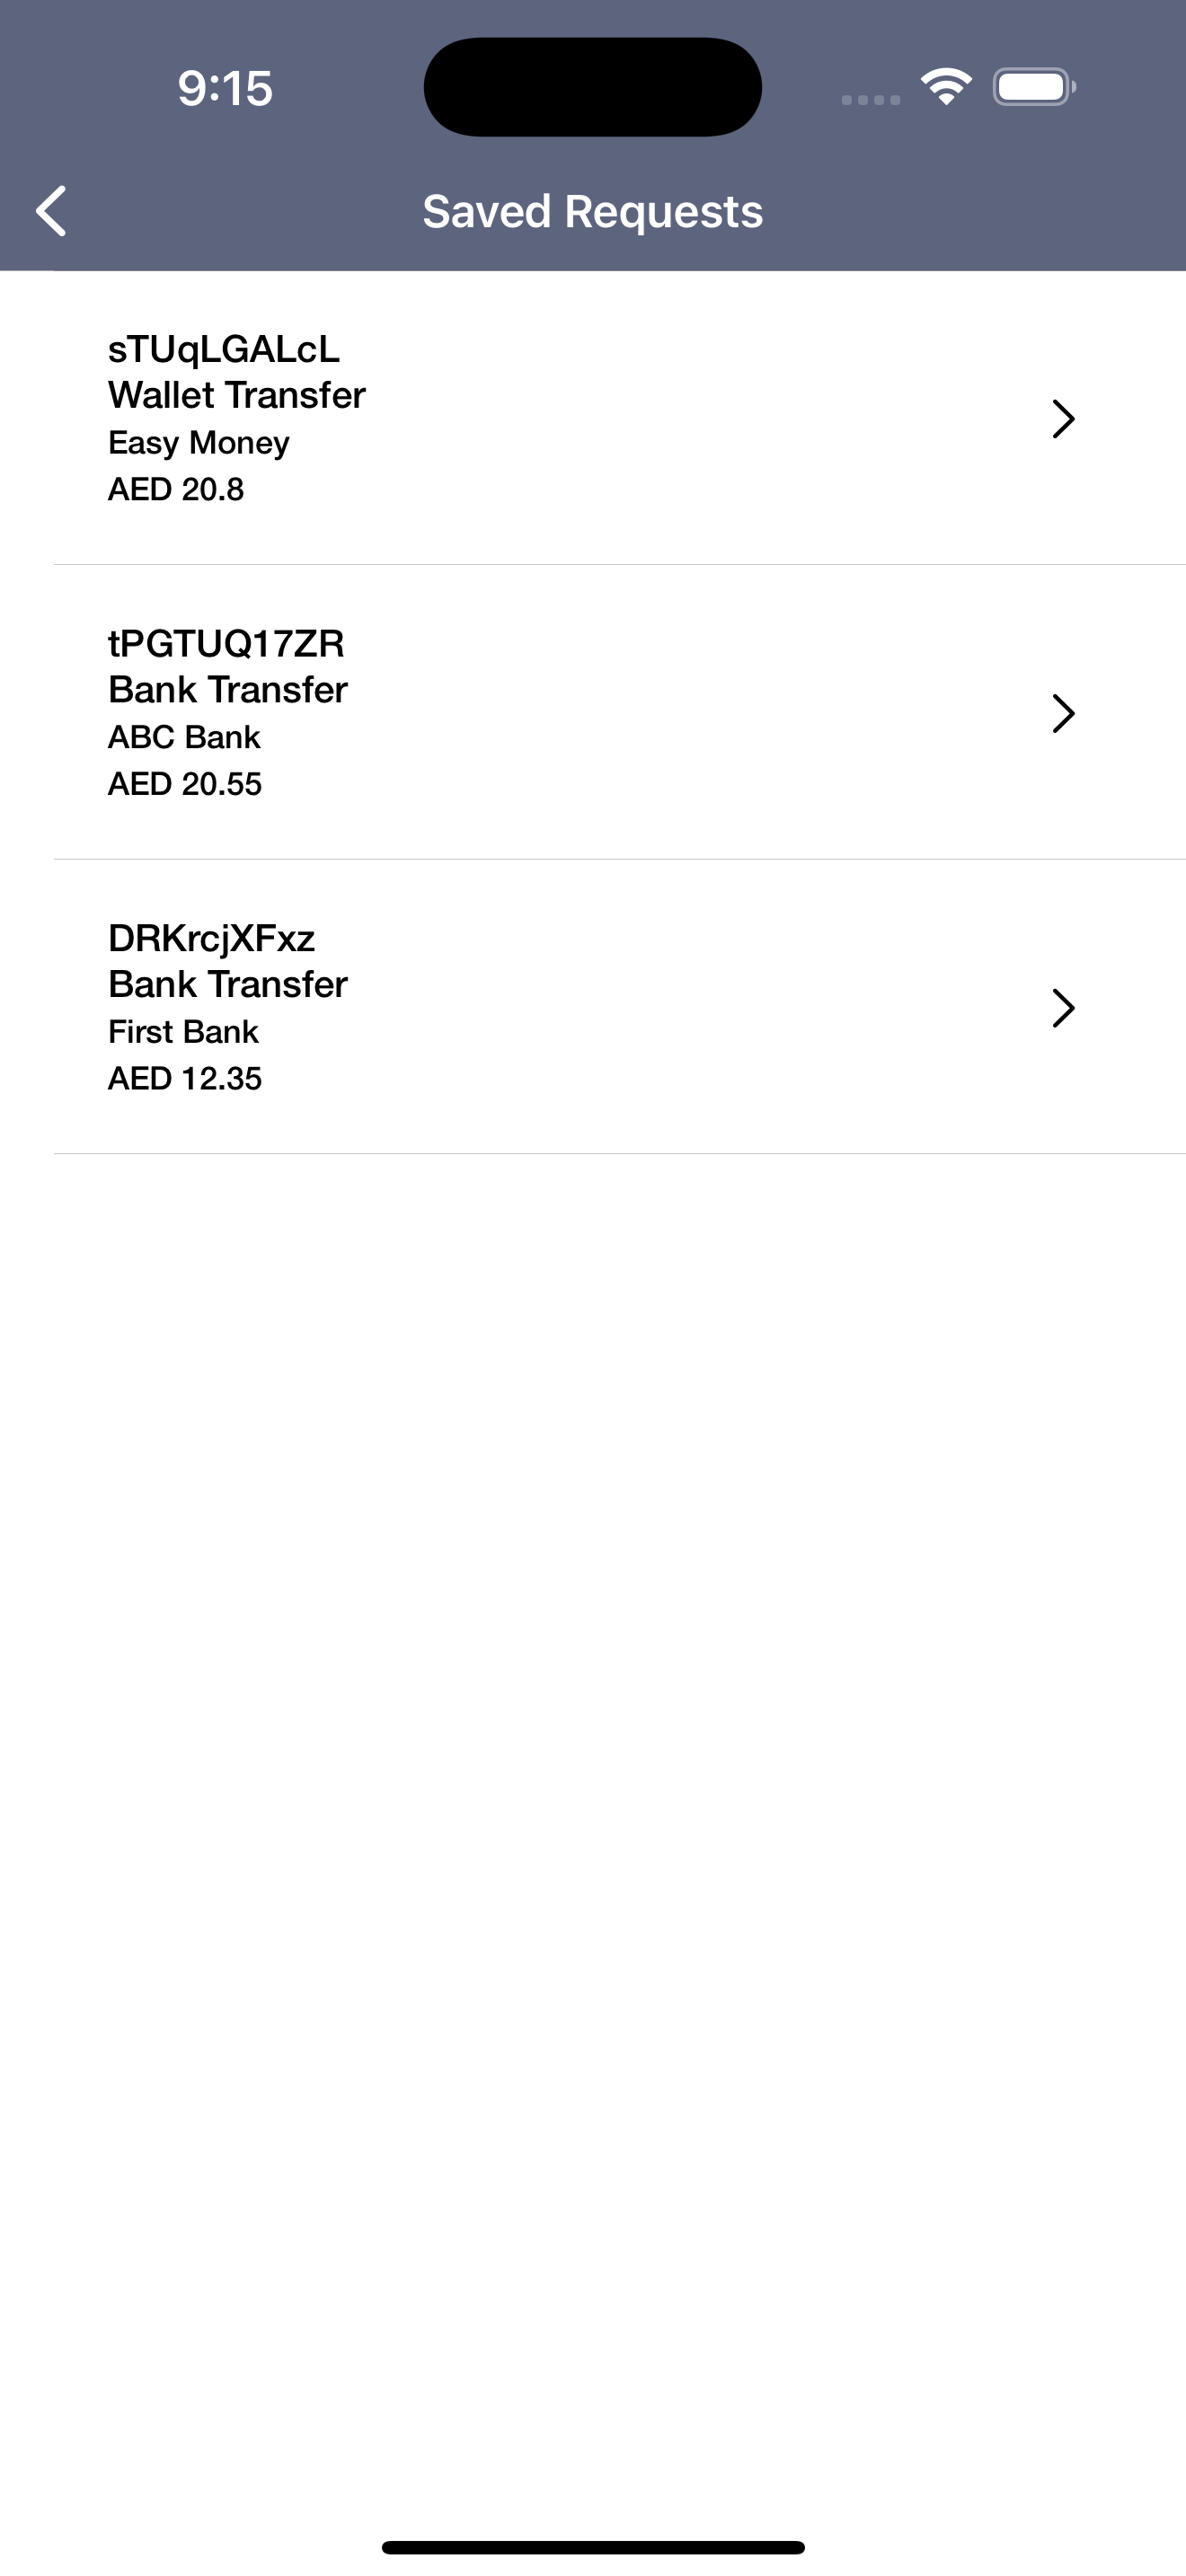 9:15
Saved Requests
sTUqLGALcL
Wallet Transfer
Easy Money
AED 20.8
tPGTUQ17ZR
Bank Transfer
ABC Bank
AED 20.55
DRKrcjXFxz
Bank Transfer
First Bank
AED 12.35